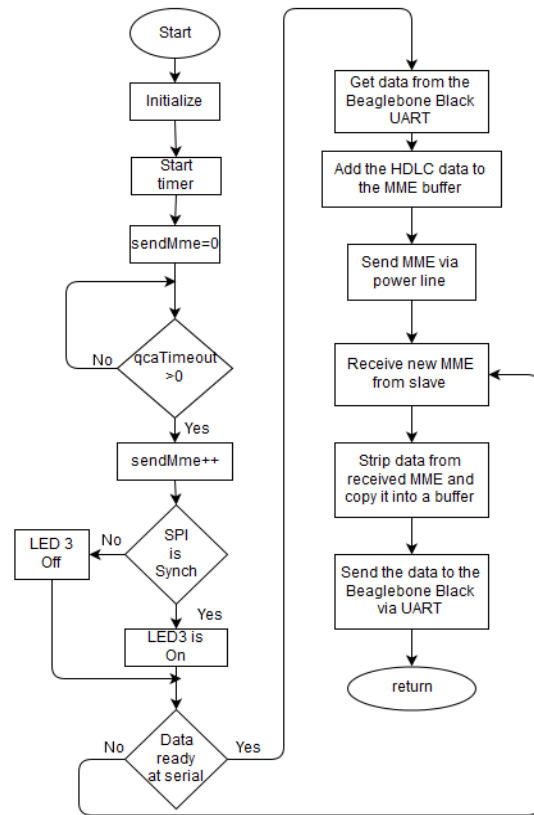 Start
Initialize
Start
timer
sendMme=0
qcaTimeout
>0
No
Yes
sendMme++
SPI
is
Synch
No
LED 3
Off
Yes
LED3 is
On
Data
ready
at serial
No
Yes
Get data from the
Beaglebone Black
UART
Add the HDLC data to
the MME buffer
Send MME via
power line
Receive new MME
from slave
Strip data from
received MME and
copy it into a buffer
Send the data to the
Beaglebone Black
via UART
return